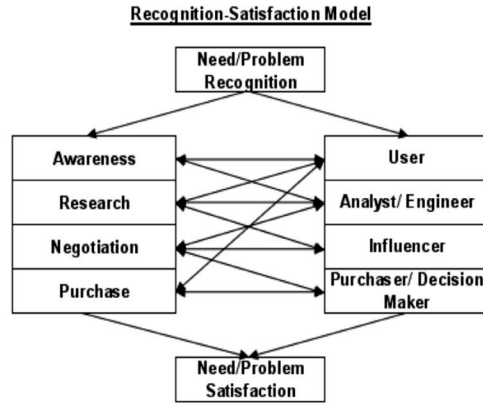 Recognition-Satisfaction Model
Need/Problem
Recognition
Awareness
User
Research
Analyst/ Engineer
Negotiation
Influencer
Purchase
Purchaser/ Decision
Maker
Need/Problem
Satisfaction